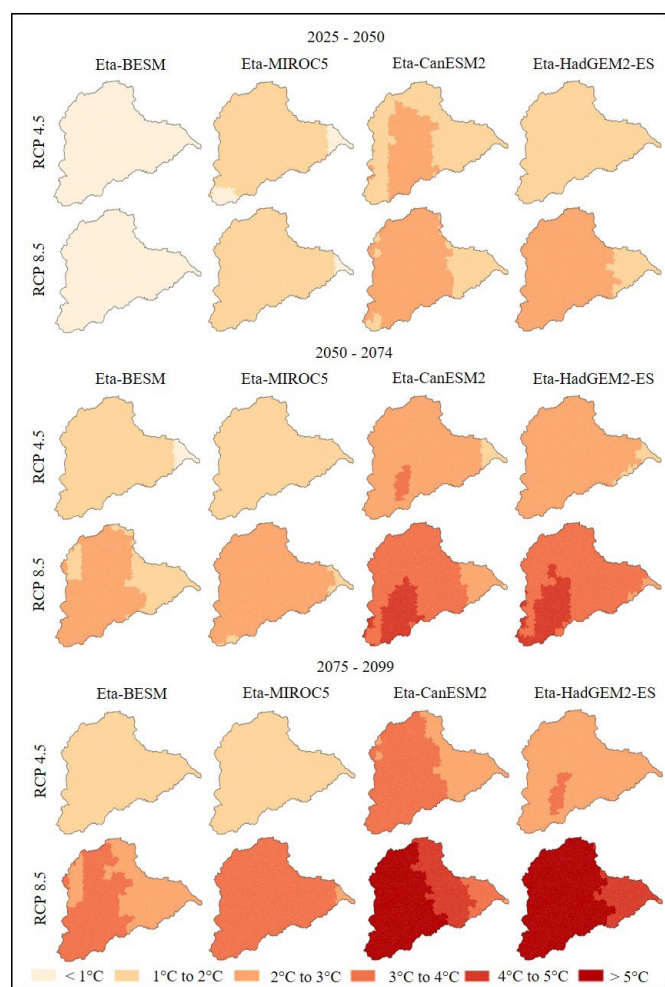 2025 - 2050
Eta-BESM Eta-MIROC5 Eta-CanESM2 Eta-HadGEM2-ES
RCP 4.5
RCP 8.5
2050 - 2074
Eta-BESM Eta-MIROC5 Eta-CanESM2 Eta-HadGEM2-ES
RCP 4.5
RCP 8.5
2075 - 2099
Eta-BESM Eta-MIROC5 Eta-CanESM2 Eta-HadGEM2-ES
RCP 4.5
RCP 8.5
< 1°C 1°C to 2°C 2°C to 3°C 3°C to 4°C 4°C to 5°C > 5°C